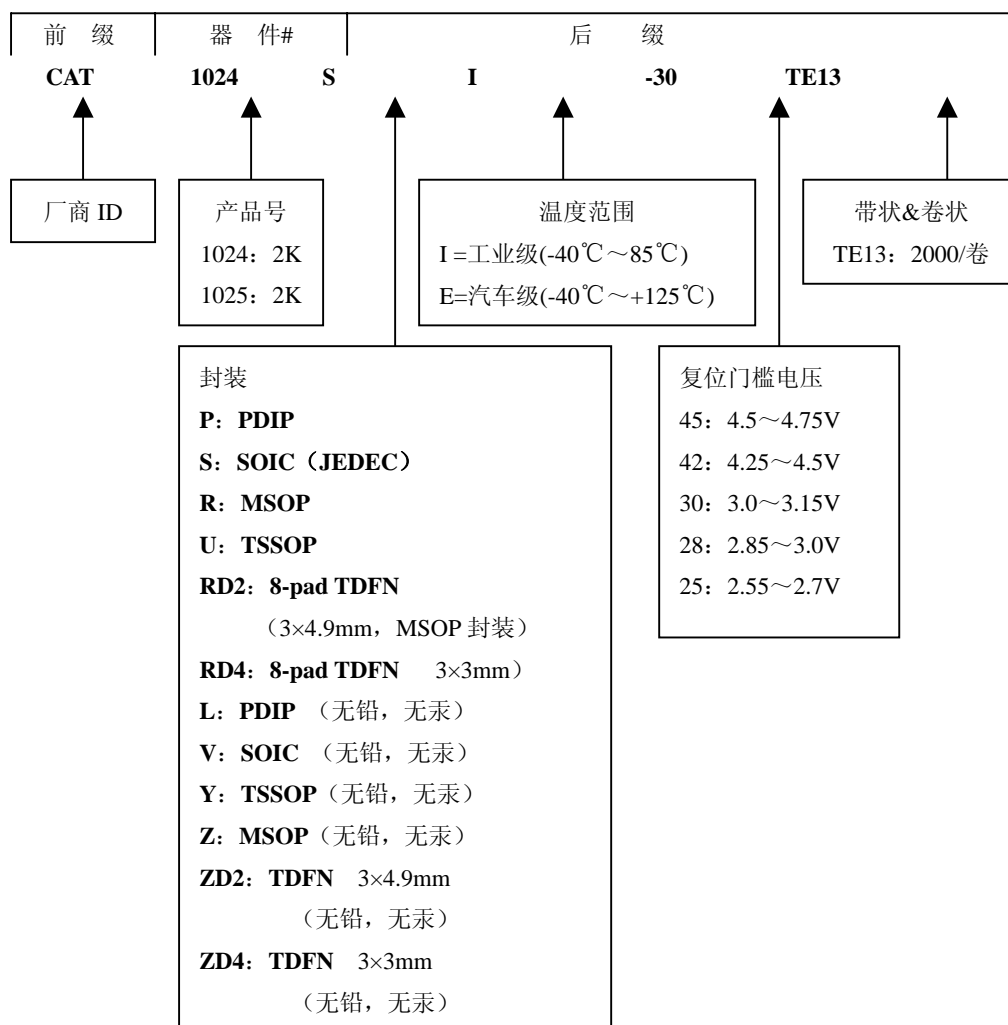 前 缀 器 件# 后 缀
CAT 1024 S I -30 TE13
厂商 ID
产品号
1024：2K
1025：2K
温度范围
I =工业级(-40℃～85℃)
E=汽车级(-40℃～+125℃)
带状&卷状
TE13：2000/卷
封装
P：PDIP
S：SOIC（JEDEC）
R：MSOP
U：TSSOP
RD2：8-pad TDFN
（3×4.9mm，MSOP 封装）
RD4：8-pad TDFN 3×3mm）
L：PDIP （无铅，无汞）
V：SOIC （无铅，无汞）
Y：TSSOP（无铅，无汞）
Z：MSOP（无铅，无汞）
ZD2：TDFN 3×4.9mm
（无铅，无汞）
ZD4：TDFN 3×3mm
（无铅，无汞）
复位门槛电压
45：4.5～4.75V
42：4.25～4.5V
30：3.0～3.15V
28：2.85～3.0V
25：2.55～2.7V